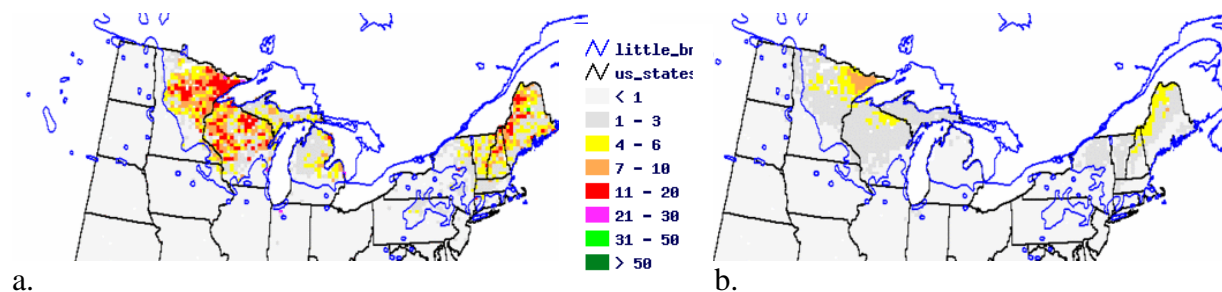 little_br
us_states
< 1
1 - 3
4 - 6
7 - 10
11 - 20
21 - 30
31 - 50
> 50
a.
b.